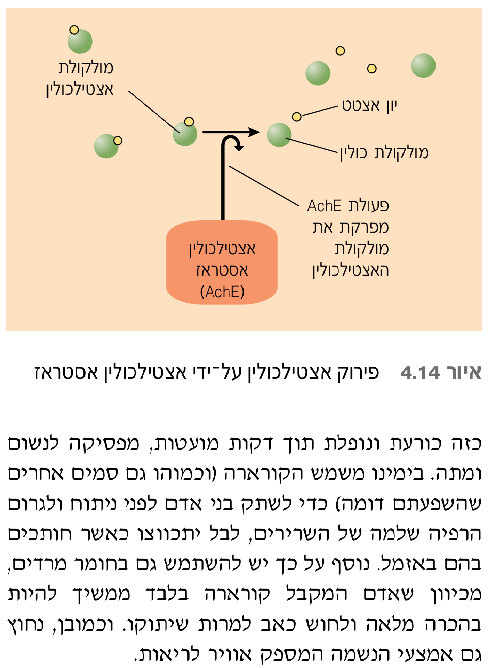 מולקולת
אצטילכולין
יון אצטט
מולקולת כולין
פעולת AchE
מפרקת את
מולקולת
האצטילכולין
אצטילכולין
אסטראז
(AchE)
איור 4.14 פירוק אצטילכולין על־ידי אצטילכולין אסטראז
כזה כורעת ונופלת תוך דקות מועטות, מפסיקה לנשום
ומתה. בימינו משמש הקורארה (וכמוהו גם סמים אחרים
שהשפעתם דומה) כדי לשתק בני אדם לפני ניתוח ולגרום
הרפיה שלמה של השרירים, לבל יתכווצו כאשר חותכים
בהם באזמל. נוסף על כך יש להשתמש גם בחומר מרדים,
מכיוון שאדם המקבל קורארה בלבד ממשיך להיות
בהכרה מלאה ולחוש כאב למרות שיתוקו. וכמובן, נחוץ
גם אמצעי הנשמה המספק אוויר לריאות.